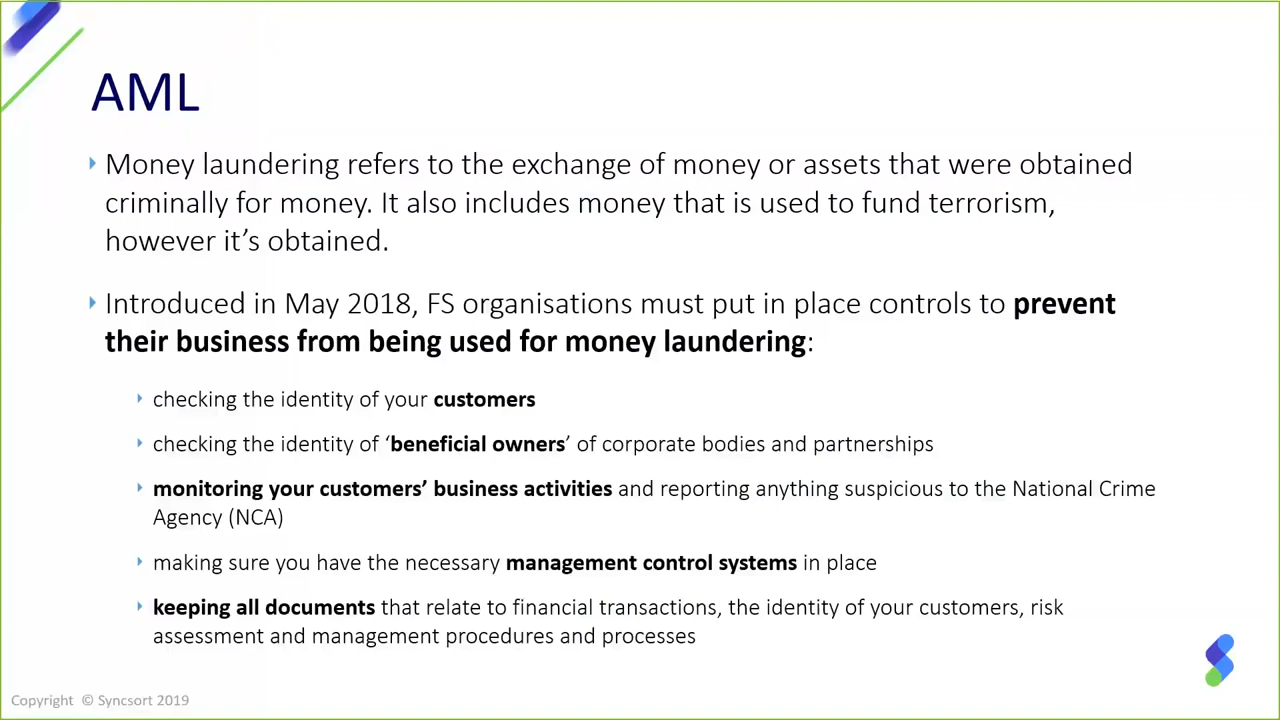 AML
Money laundering refers to the exchange of money or assets that were obtained
criminally for money. It also includes money that is used to fund terrorism,
however it’s obtained.
Introduced in May 2018, FS organisations must put in place controls to prevent
their business from being used for money laundering:
checking the identity of your customers
checking the identity of ‘beneficial owners’ of corporate bodies and partnerships
monitoring your customers’ business activities and reporting anything suspicious to the National Crime
Agency (NCA)
making sure you have the necessary management control systems in place
keeping all documents that relate to financial transactions, the identity of your customers, risk
assessment and management procedures and processes
Copyright © Syncsort 2019